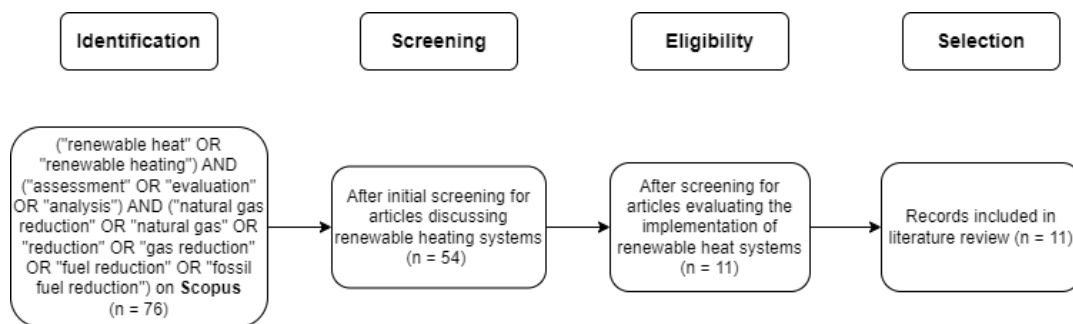 Identification
Screening
Eligibility
Selection
("renewable heat" OR
"renewable heating") AND
("assessment" OR "evaluation"
OR "analysis") AND ("natural gas
reduction" OR "natural gas" OR
"reduction" OR "gas reduction"
OR "fuel reduction" OR "fossil
fuel reduction") on Scopus
(n = 76)
After initial screening for
articles discussing
renewable heating systems
(n = 54)
After screening for
articles evaluating the
implementation of
renewable heat systems
(n = 11)
Records included in
literature review (n = 11)